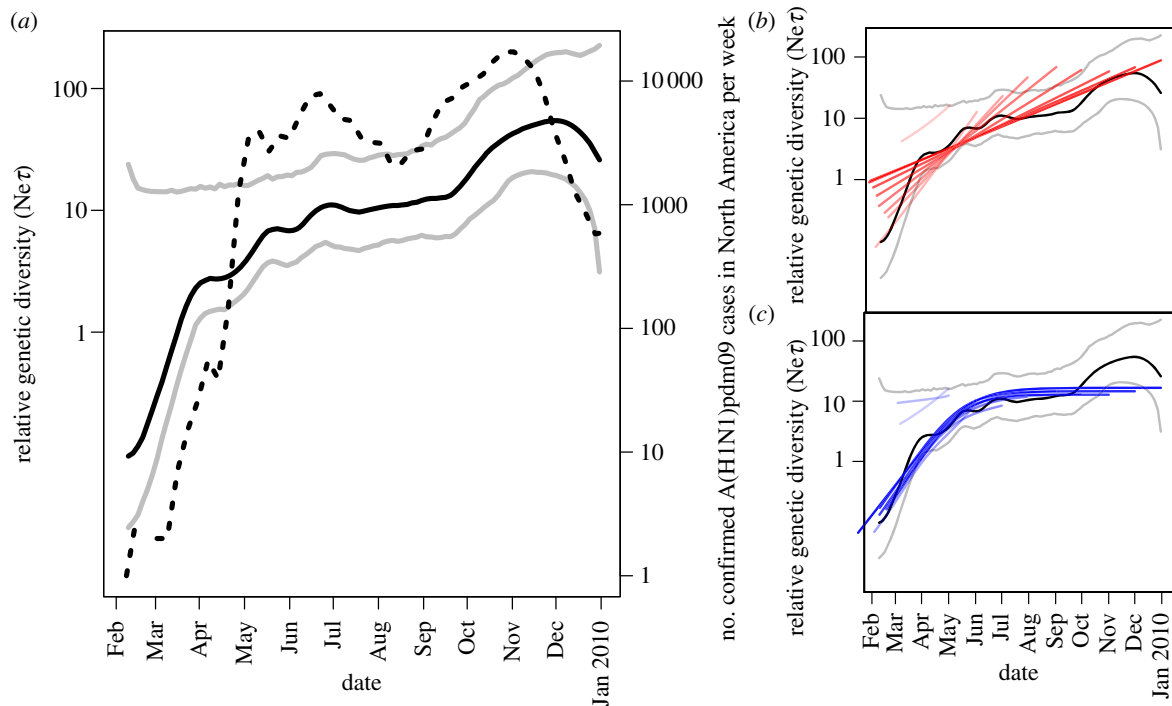 (a)
relative genetic diversity (Neτ)
100
10
1
10000
1000
100
10
1
no. confirmed A(H1N1)pdm09 cases in North America per week
Feb
Mar
Apr
May
Jun
Jul
Aug
Sep
Oct
Nov
Dec
Jan 2010
date
(b)
relative genetic diversity (Neτ)
100
10
1
(c)
relative genetic diversity (Neτ)
100
10
1
Feb
Mar
Apr
May
Jun
Jul
Aug
Sep
Oct
Nov
Dec
Jan 2010
date